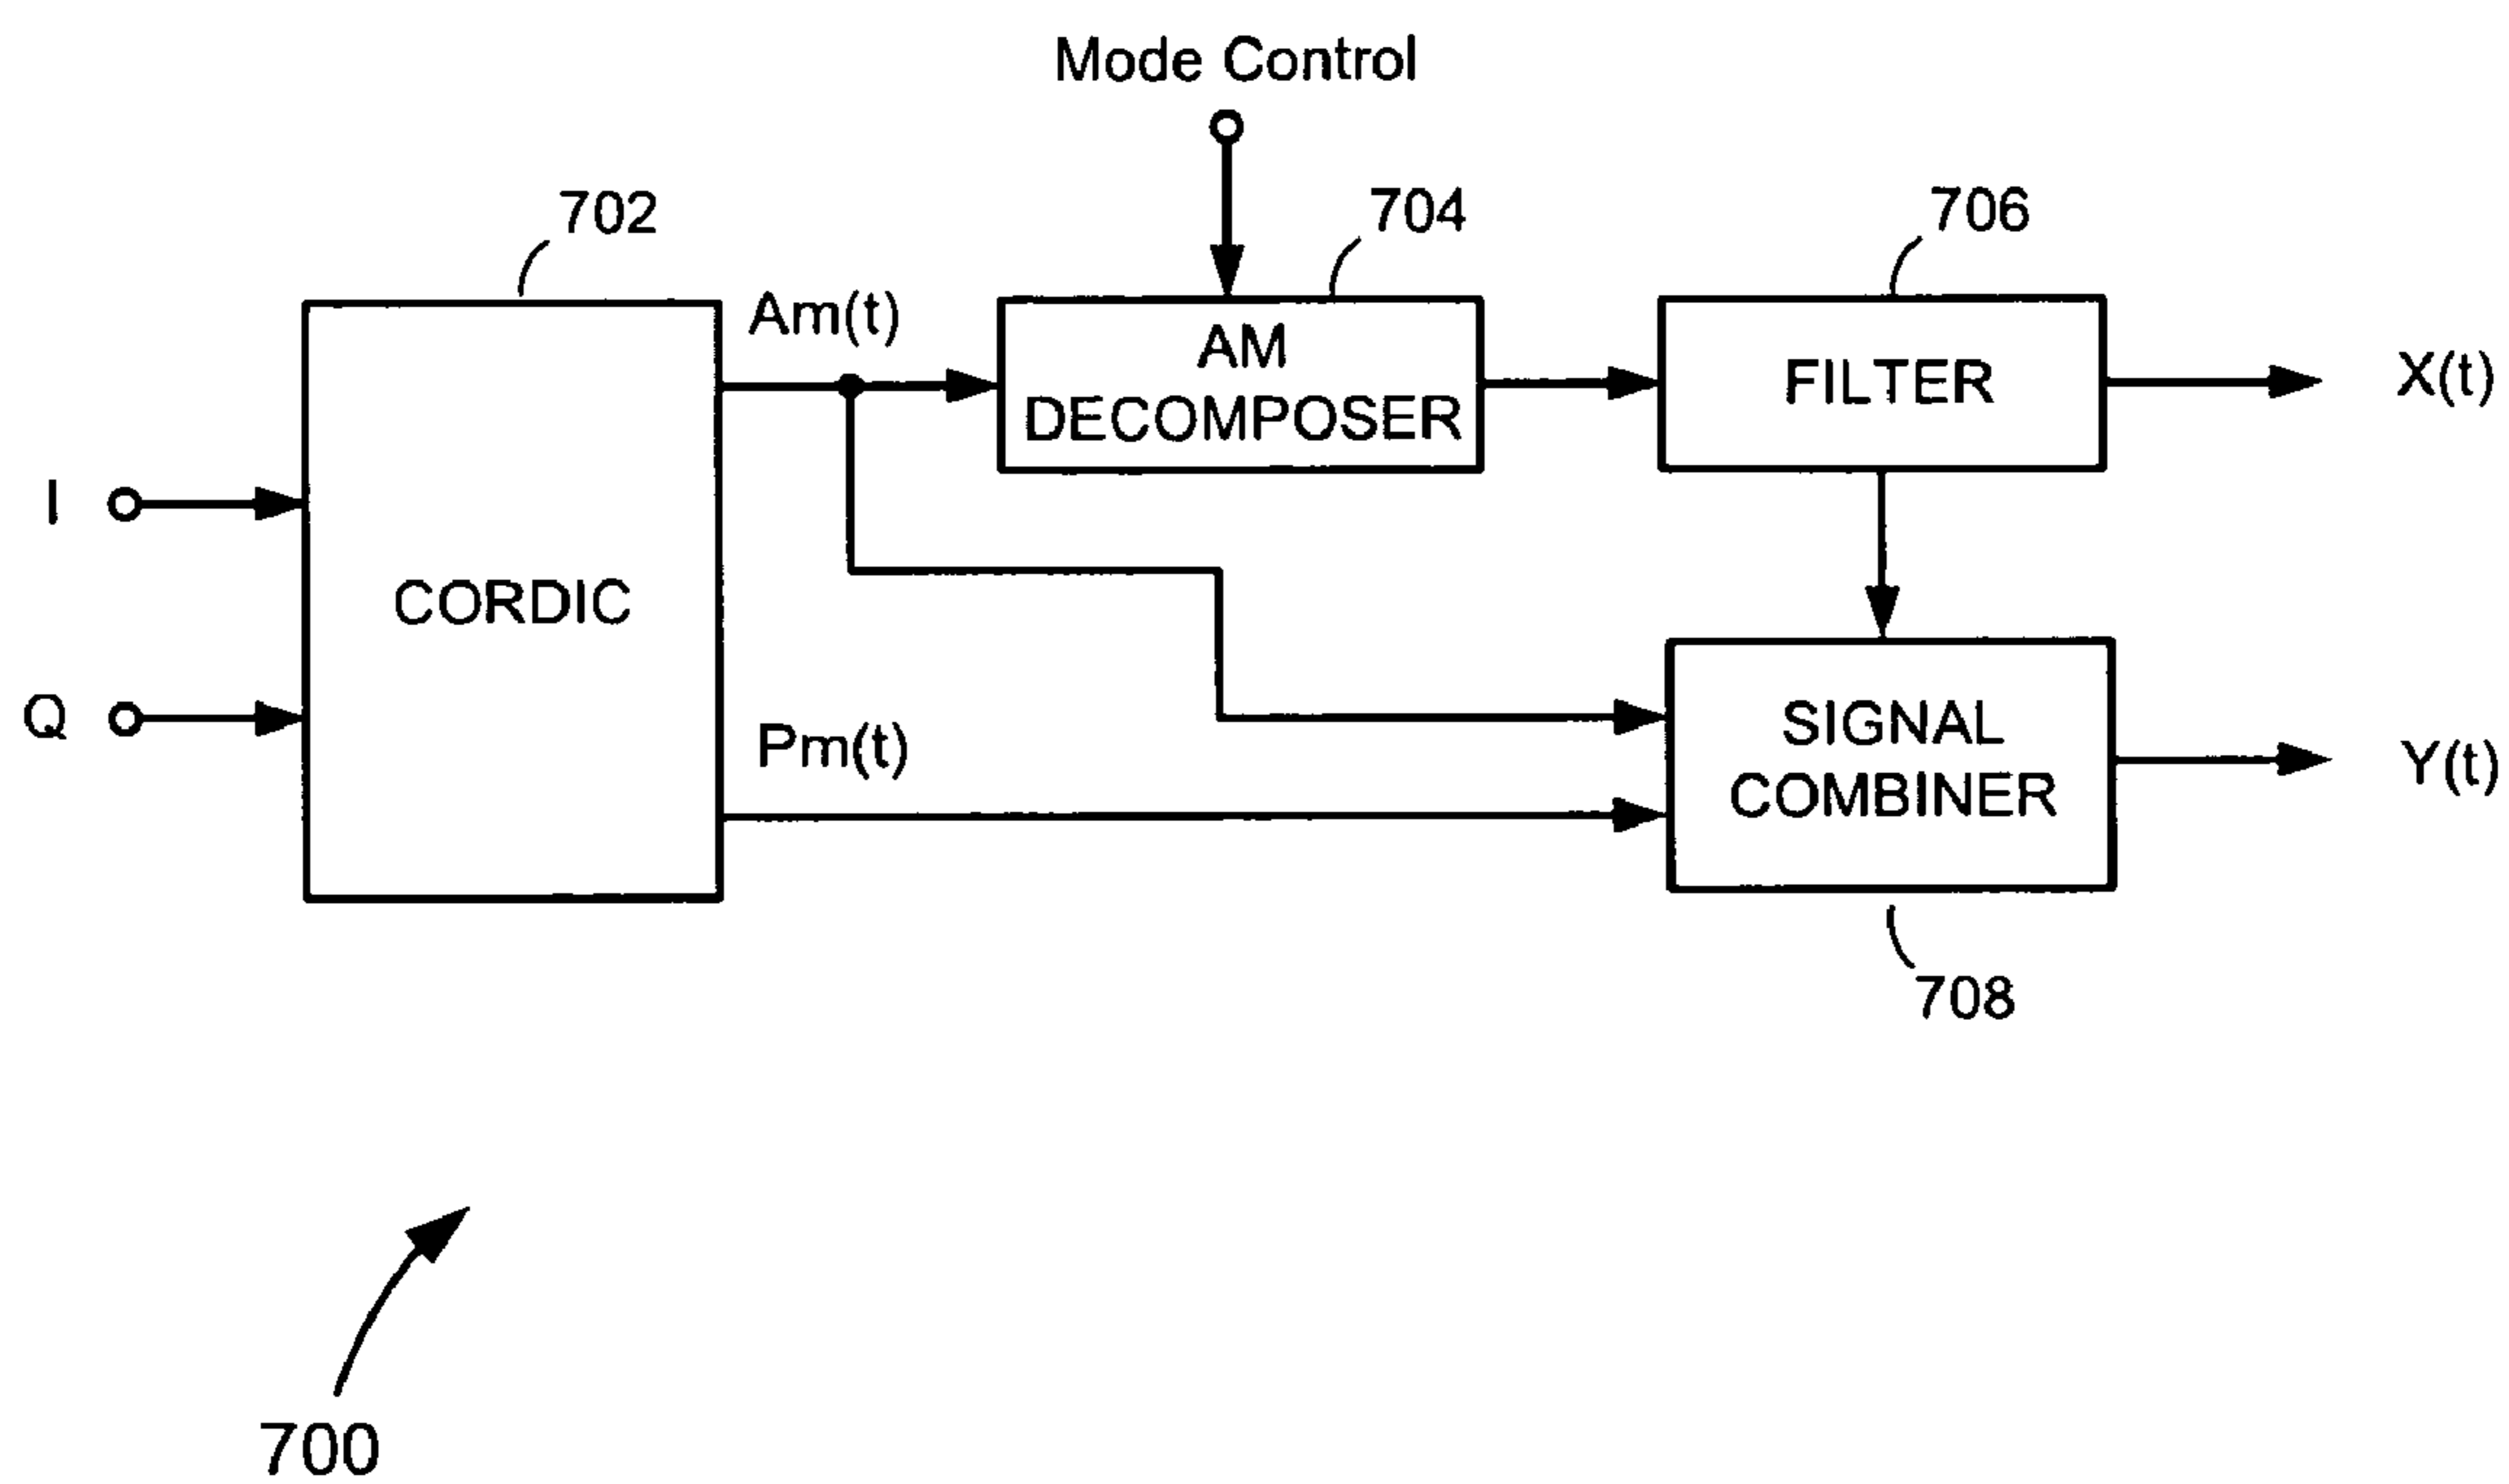 Mode Control
702
704
706
Am(t)
AM
DECOMPOSER
FILTER
X(t)
I
CORDIC
Q
Pm(t)
SIGNAL
COMBINER
Y(t)
708
700